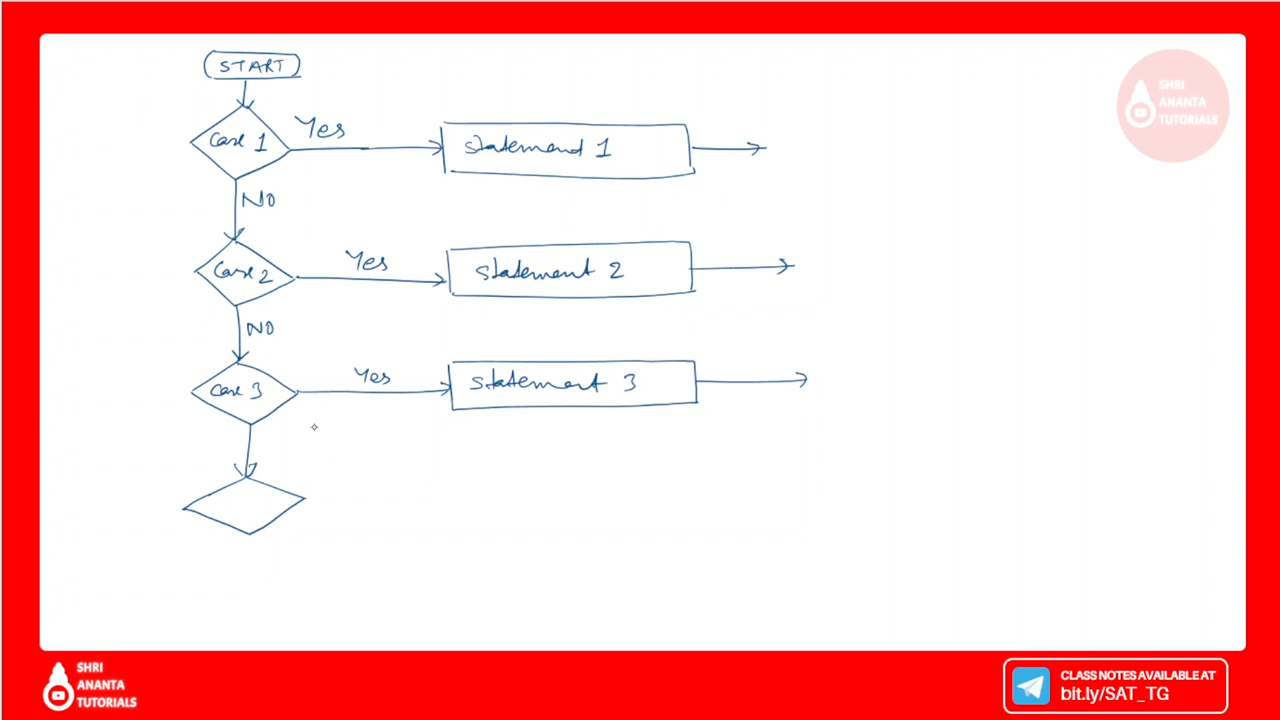 START
Case 1
Yes
Statemend 1
NO
Case 2
Yes
Statement 2
NO
Case 3
Yes
Statement 3
SHRI
ANANTA
TUTORIALS
SHRI
ANANTA
TUTORIALS
CLASS NOTES AVAILABLE AT
bit.ly/SAT_TG